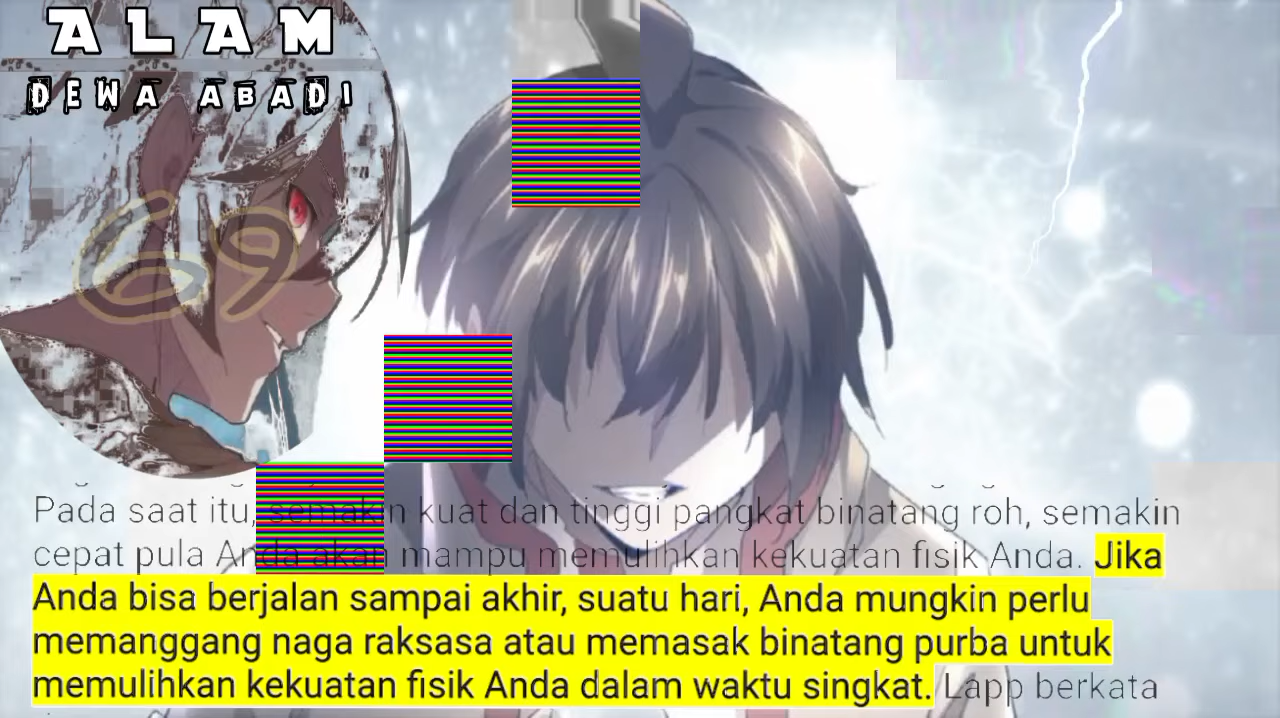 ALAM
DEWA ABADI
69
Pada saat itu, semakin kuat dan tinggi pangkat binatang roh, semakin
cepat pula Anda akan mampu memulihkan kekuatan fisik Anda. Jika
Anda bisa berjalan sampai akhir, suatu hari, Anda mungkin perlu
memanggang naga raksasa atau memasak binatang purba untuk
memulihkan kekuatan fisik Anda dalam waktu singkat. Lapp berkata